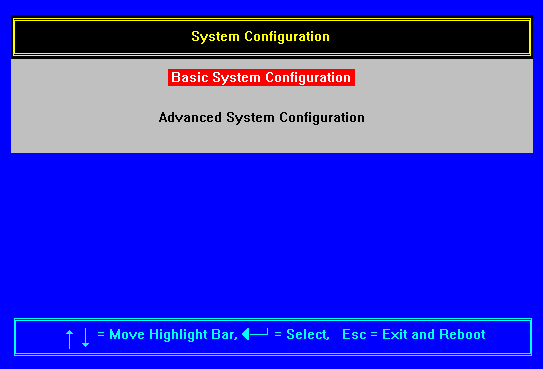 System Configuration
Basic System Configuration
Advanced System Configuration
↑ ↓ = Move Highlight Bar, ◄─┘ = Select, Esc = Exit and Reboot